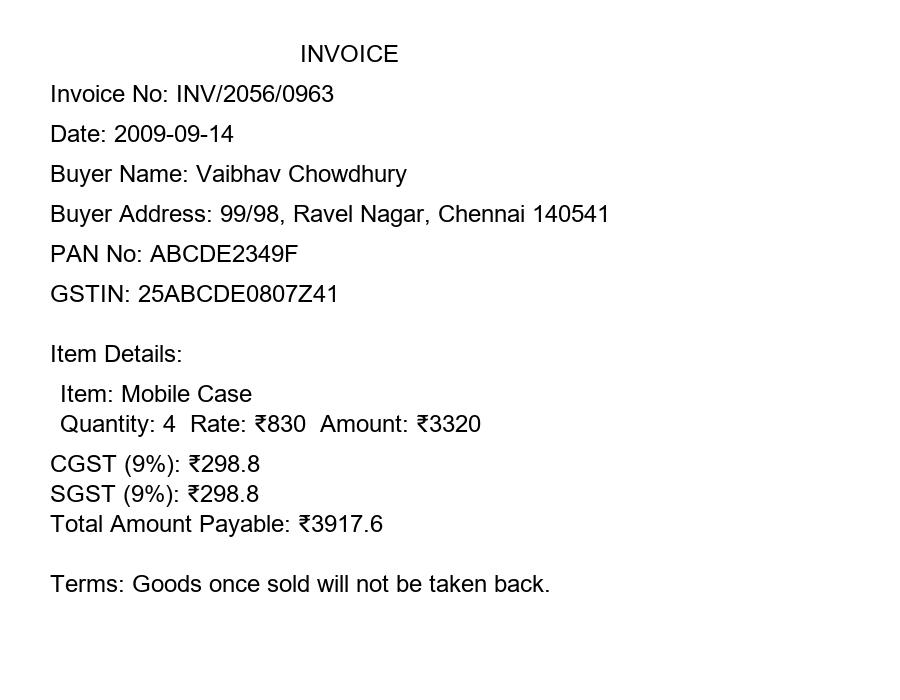 INVOICE
Invoice No: INV/2056/0963
Date: 2009-09-14
Buyer Name: Vaibhav Chowdhury
Buyer Address: 99/98, Ravel Nagar, Chennai 140541
PAN No: ABCDE2349F
GSTIN: 25ABCDE0807Z41
Item Details:
Item: Mobile Case
Quantity: 4  Rate: ₹830  Amount: ₹3320
CGST (9%): ₹298.8
SGST (9%): ₹298.8
Total Amount Payable: ₹3917.6
Terms: Goods once sold will not be taken back.